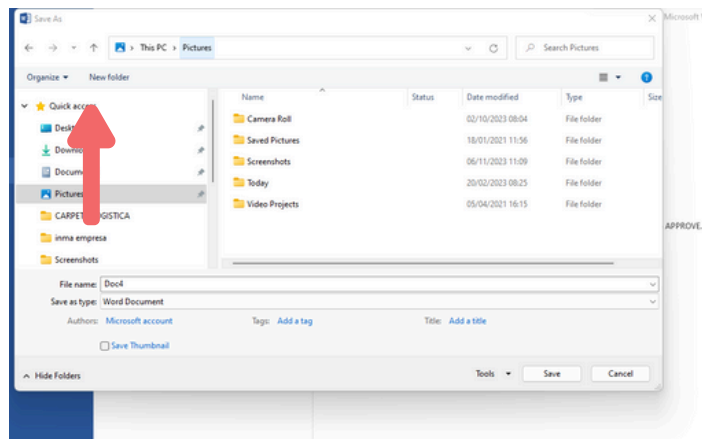 Save As
Microsoft
This PC > Pictures
Search Pictures
Organize New folder
Name Status Date modified Type Size
Quick access
Camera Roll 02/10/2023 08:04 File folder
Saved Pictures 18/01/2021 11:56 File folder
Screenshots 06/11/2023 11:09 File folder
Today 20/02/2023 08:25 File folder
Video Projects 05/04/2021 16:15 File folder
Pictures
inma empresa
Screenshots
APPROVE.
File name: Doc4
Save as type: Word Document
Authors: Microsoft account Tags: Add a tag Title: Add a title
Save Thumbnail
Hide Folders Tools Save Cancel